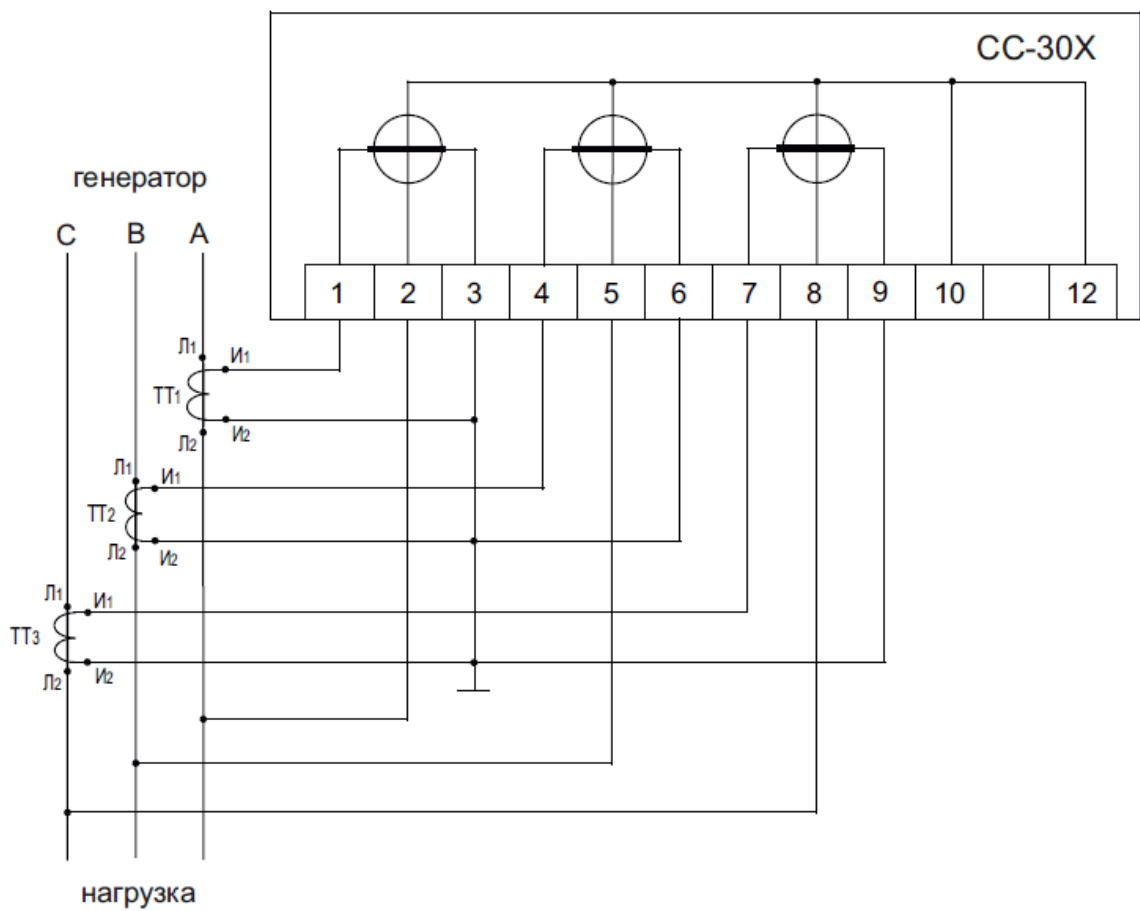 СС-30Х
генератор
С В А
1 2 3 4 5 6 7 8 9 10 12
Л1 И1
ТТ1
Л2 И2
Л1 И1
ТТ2
Л2 И2
Л1 И1
ТТ3
Л2 И2
нагрузка